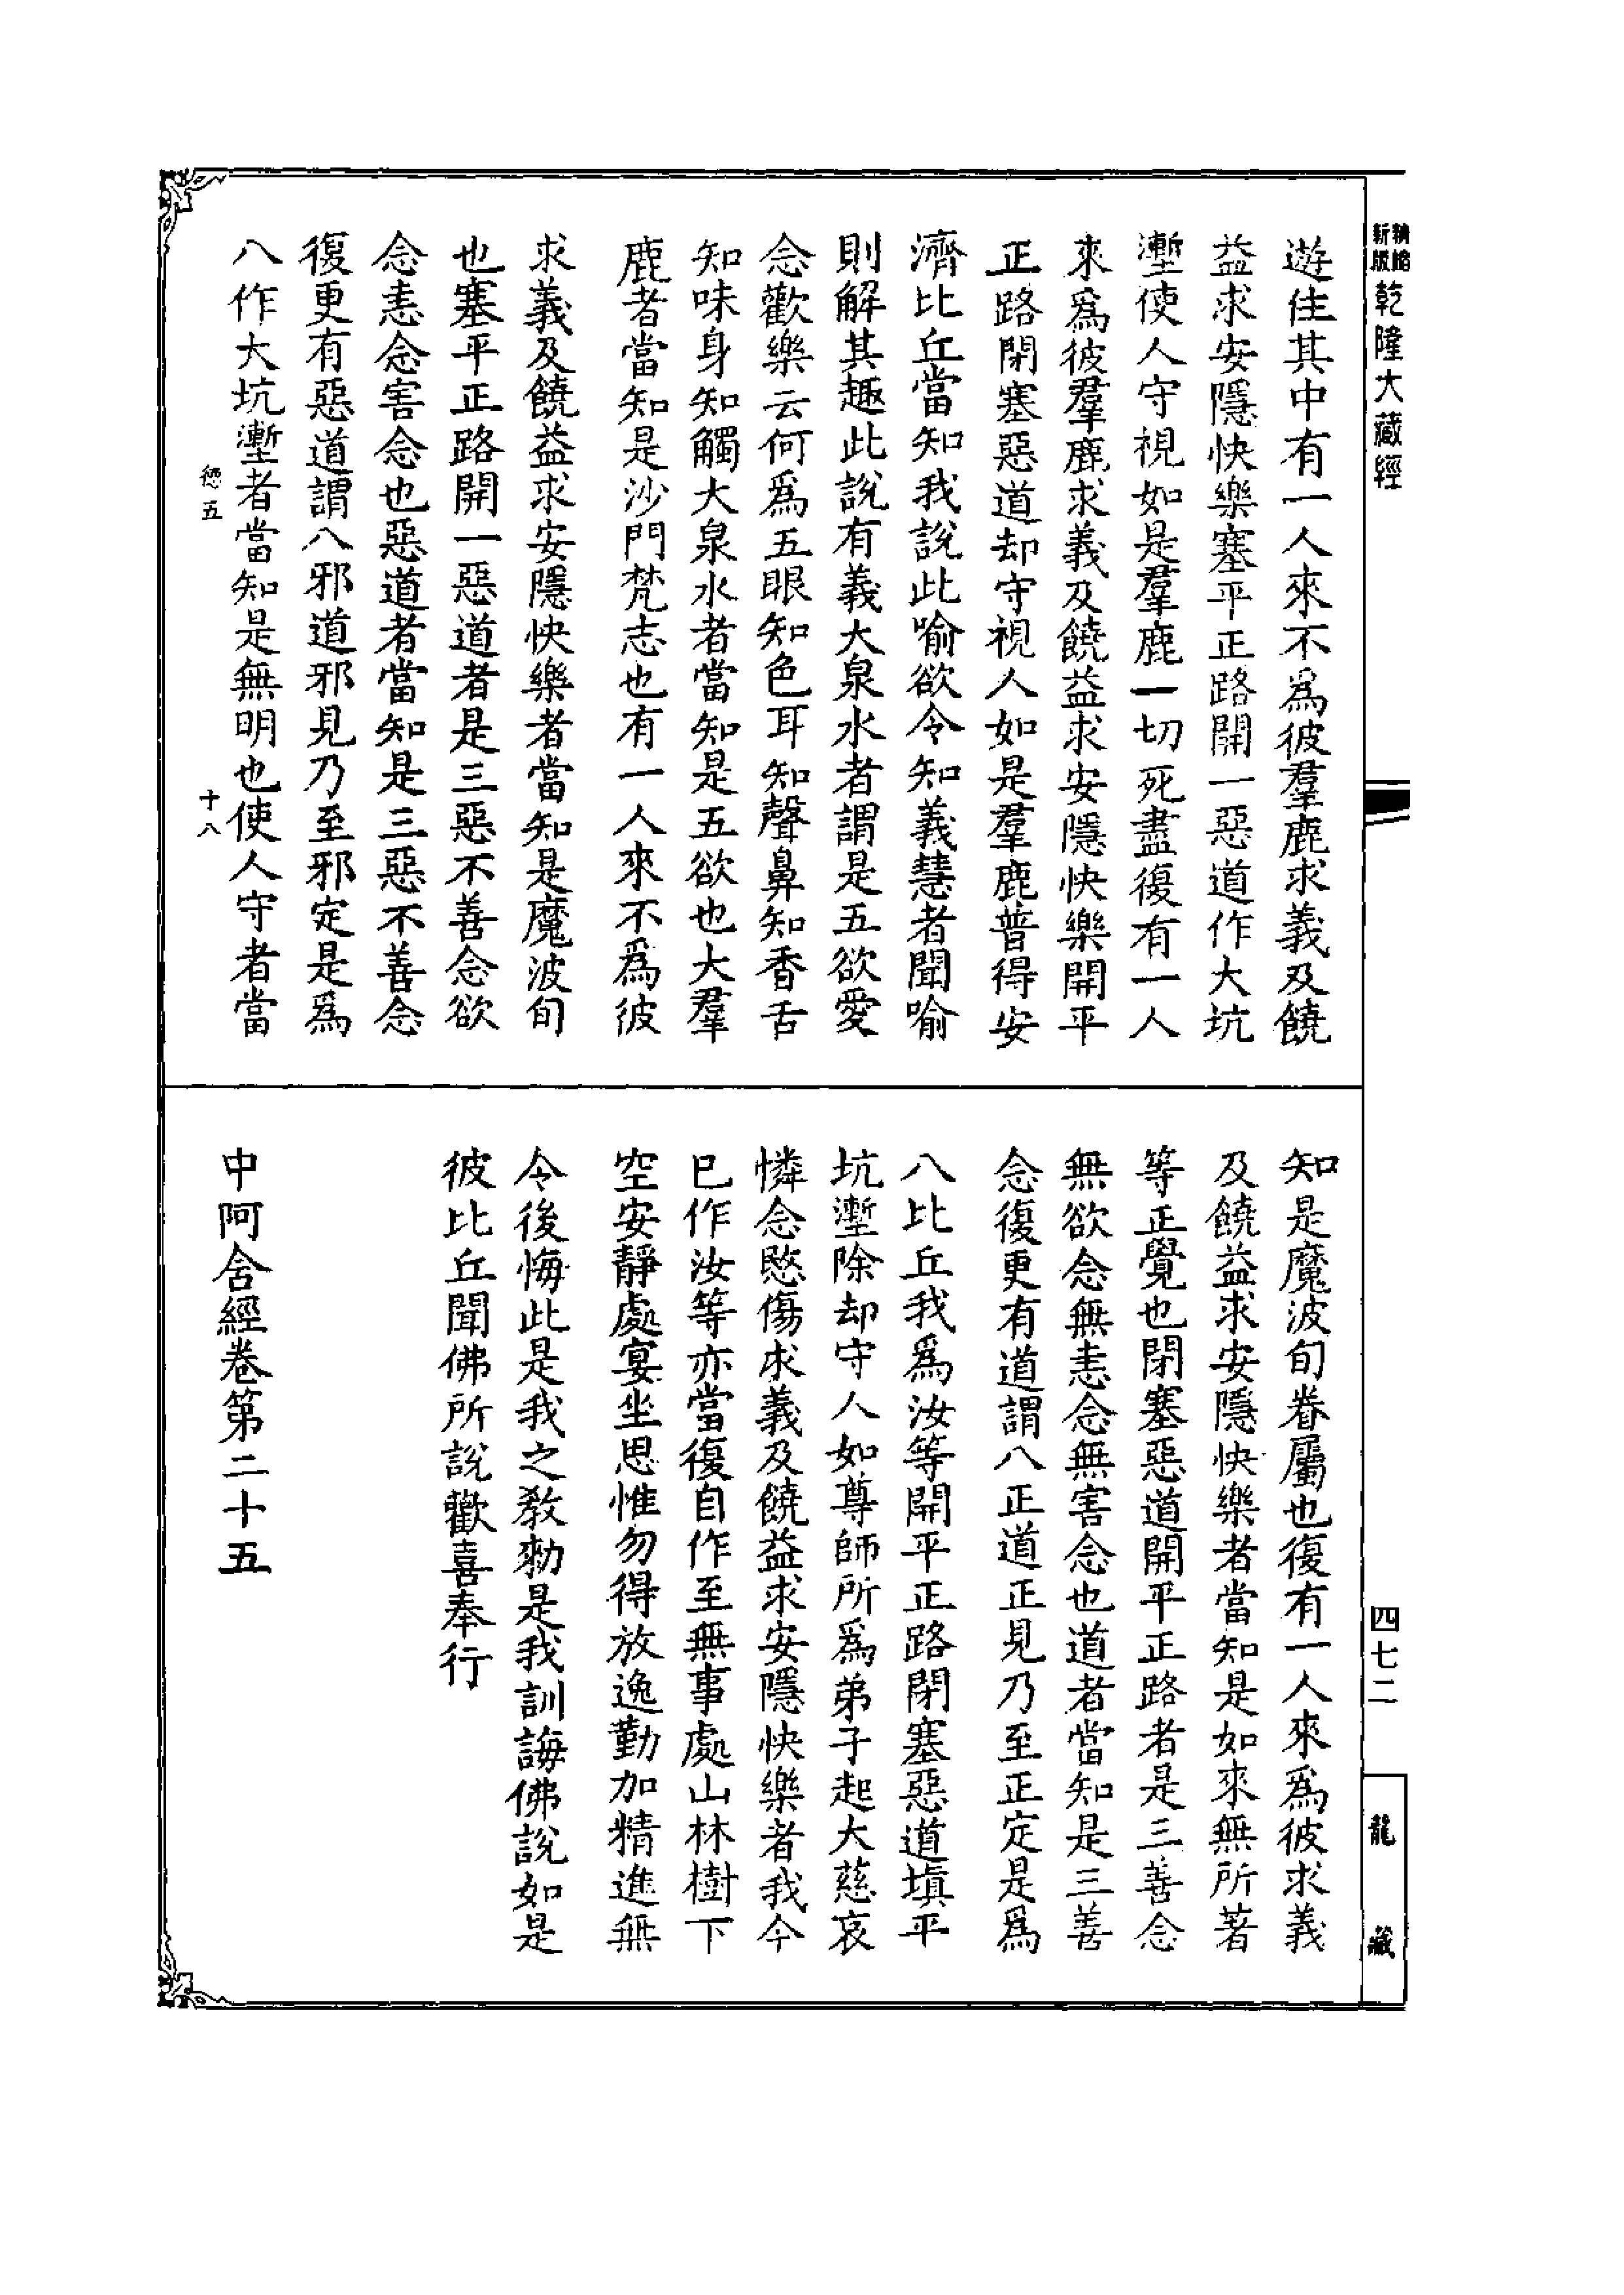 新版精縮乾隆大藏經
遊住其中有一人來不爲彼羣鹿求義及饒
益求安隱快樂塞平正路開一惡道作大坑
壍使人守視如是羣鹿一切死盡復有一人
來爲彼羣鹿求義及饒益求安隱快樂開平
正路閉塞惡道却守視人如是羣鹿普得安
濟比丘當知我說此喻欲令知義慧者聞喻
則解其趣此說有義大泉水者謂是五欲愛
念歡樂云何爲五眼知色耳知聲鼻知香舌
知味身知觸大泉水者當知是五欲也大羣
鹿者當知是沙門梵志也有一人來不爲彼
求義及饒益求安隱快樂者當知是魔波旬
也塞平正路開一惡道者是三惡不善念欲
念恚念害念也惡道者當知是三惡不善念
復更有惡道謂八邪道邪見乃至邪定是爲
八作大坑壍者當知是無明也使人守者當
德五
十八
知是魔波旬眷屬也復有一人來爲彼求義
及饒益求安隱快樂者當知是如來無所著
等正覺也閉塞惡道開平正路者是三善念
無欲念無恚念無害念也道者當知是三善
念復更有道謂八正道正見乃至正定是爲
八比丘我爲汝等開平正路閉塞惡道塡平
坑壍除却守人如尊師所爲弟子起大慈哀
憐念愍傷求義及饒益求安隱快樂者我今
已作汝等亦當復自作至無事處山林樹下
空安靜處宴坐思惟勿得放逸勤加精進無
令後悔此是我之教勑是我訓誨佛說如是
彼比丘聞佛所說歡喜奉行
中阿含經卷第二十五
四七二
龍藏